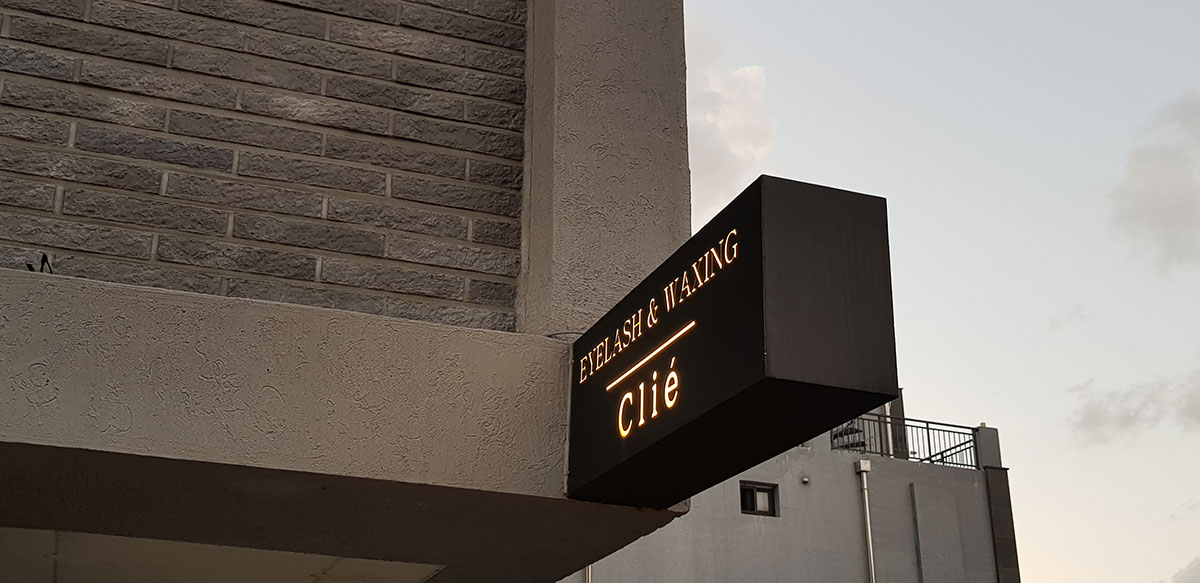 EYELASH & WAXING
Clié